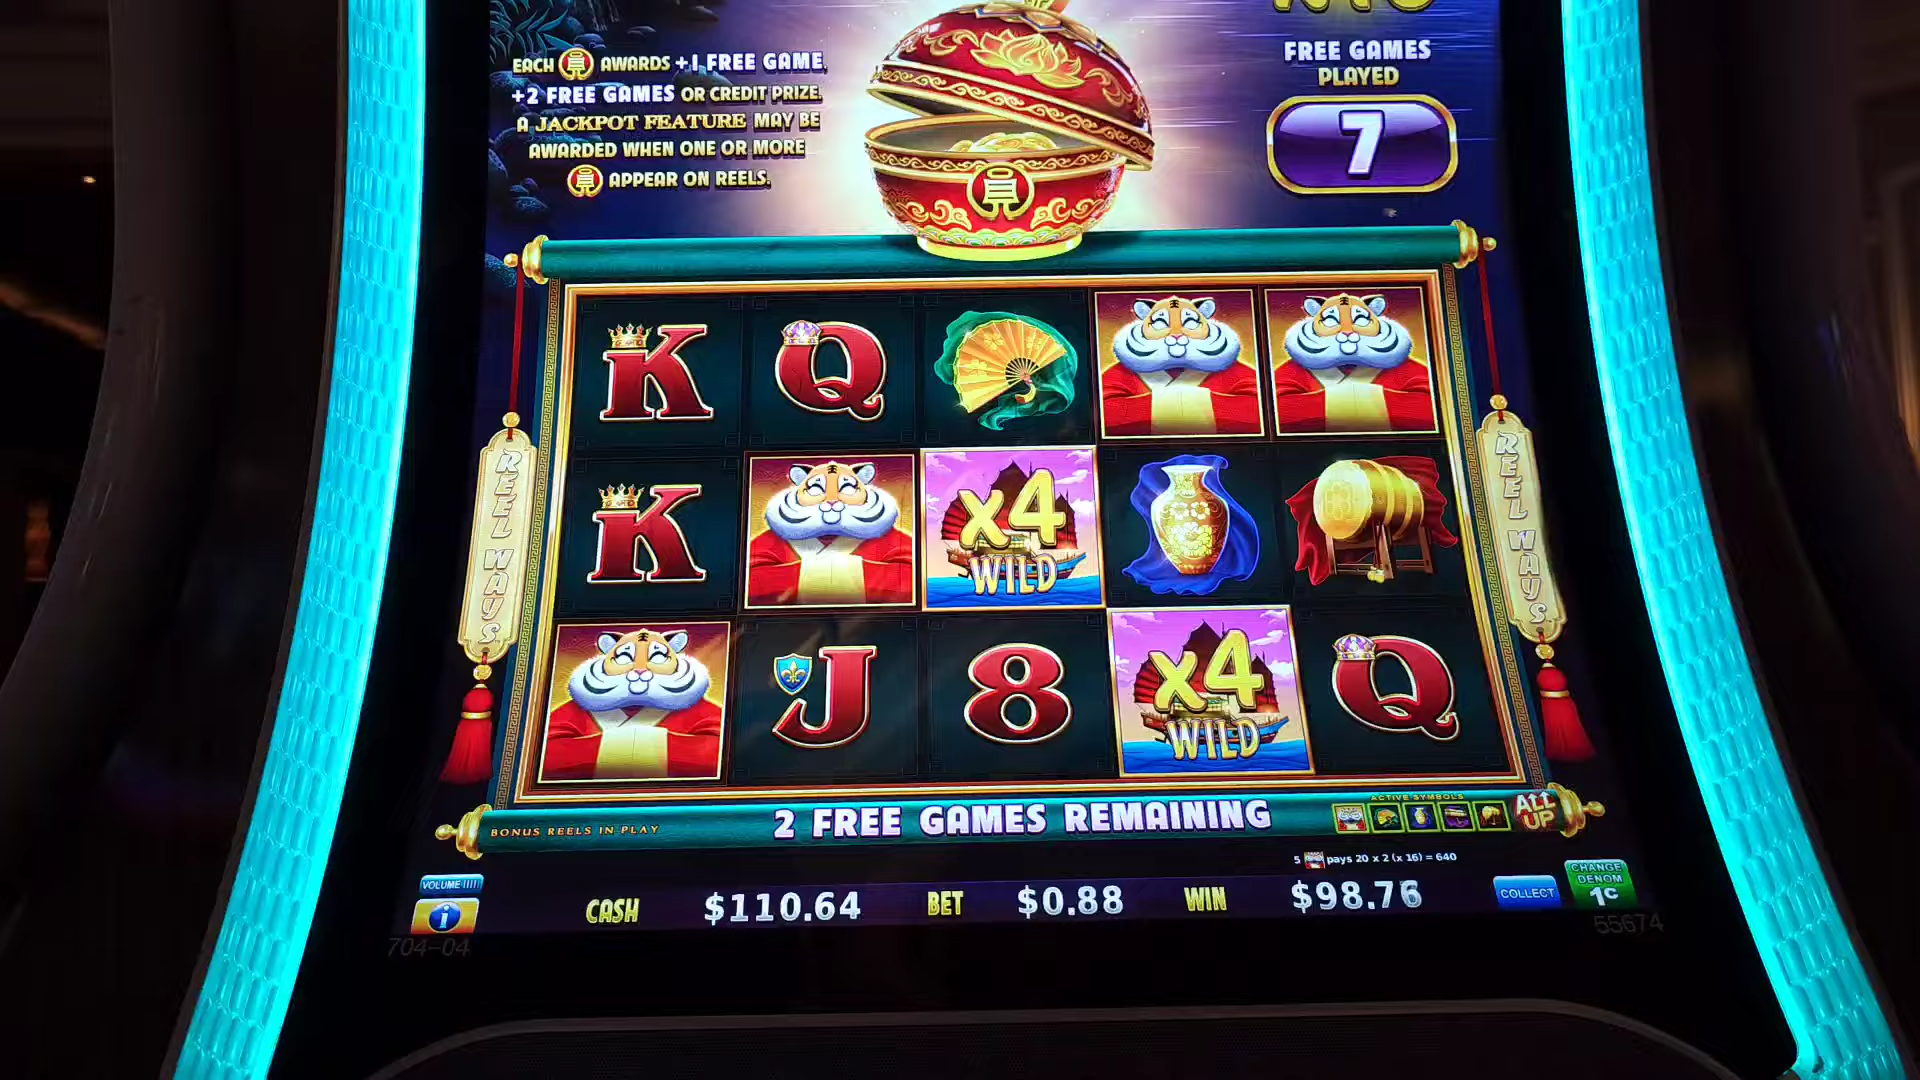 EACH AWARDS +1 FREE GAME,
+2 FREE GAMES OR CREDIT PRIZE.
A JACKPOT FEATURE MAY BE
AWARDED WHEN ONE OR MORE
APPEAR ON REELS.
FREE GAMES
PLAYED
7
K Q
K x4 WILD
J 8 x4 WILD Q
REEL WAYS
REEL WAYS
BONUS REELS IN PLAY
2 FREE GAMES REMAINING
ACTIVE SYMBOLS
ALL UP
5 pays 20 x 2 (x 16) = 640
VOLUME
i
CASH $110.64 BET $0.88 WIN $98.76
COLLECT
CHANGE
DENOM
1¢
704-04
55674